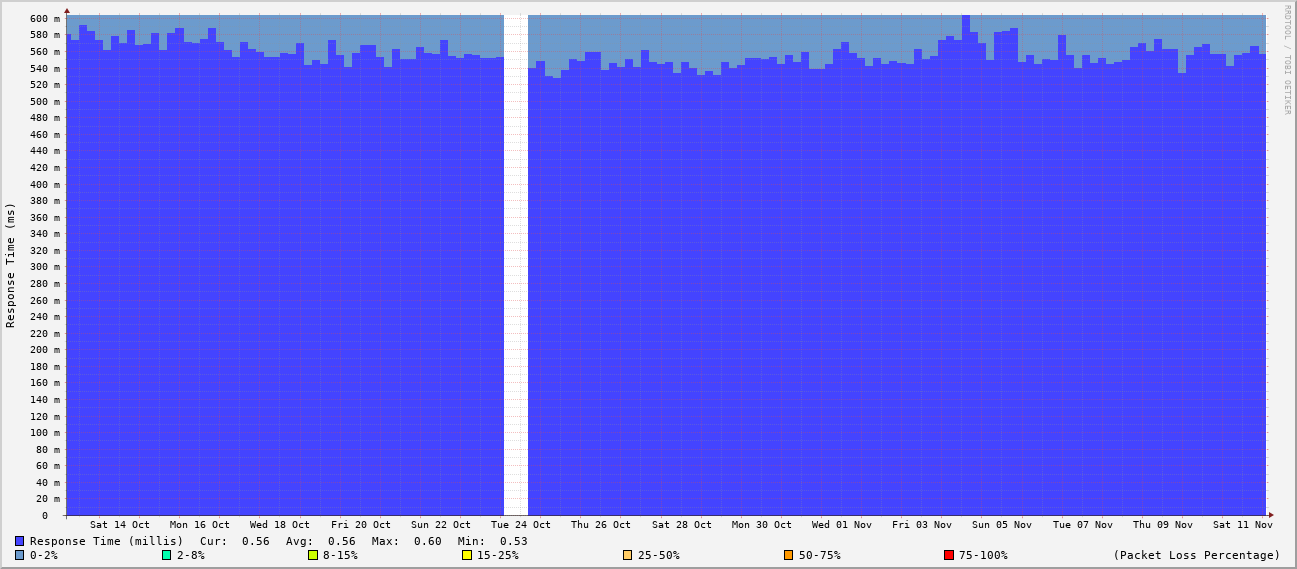 600 m
580 m
560 m
540 m
520 m
500 m
480 m
460 m
440 m
420 m
400 m
380 m
360 m
340 m
320 m
300 m
280 m
260 m
240 m
220 m
200 m
180 m
160 m
140 m
120 m
100 m
80 m
60 m
40 m
20 m
0
Response Time (ms)
RRDTOOL / TOBI OETIKER
Sat 14 Oct Mon 16 Oct Wed 18 Oct Fri 20 Oct Sun 22 Oct Tue 24 Oct Thu 26 Oct Sat 28 Oct Mon 30 Oct Wed 01 Nov Fri 03 Nov Sun 05 Nov Tue 07 Nov Thu 09 Nov Sat 11 Nov
Response Time (millis) Cur: 0.56 Avg: 0.56 Max: 0.60 Min: 0.53
0-2% 2-8% 8-15% 15-25% 25-50% 50-75% 75-100% (Packet Loss Percentage)